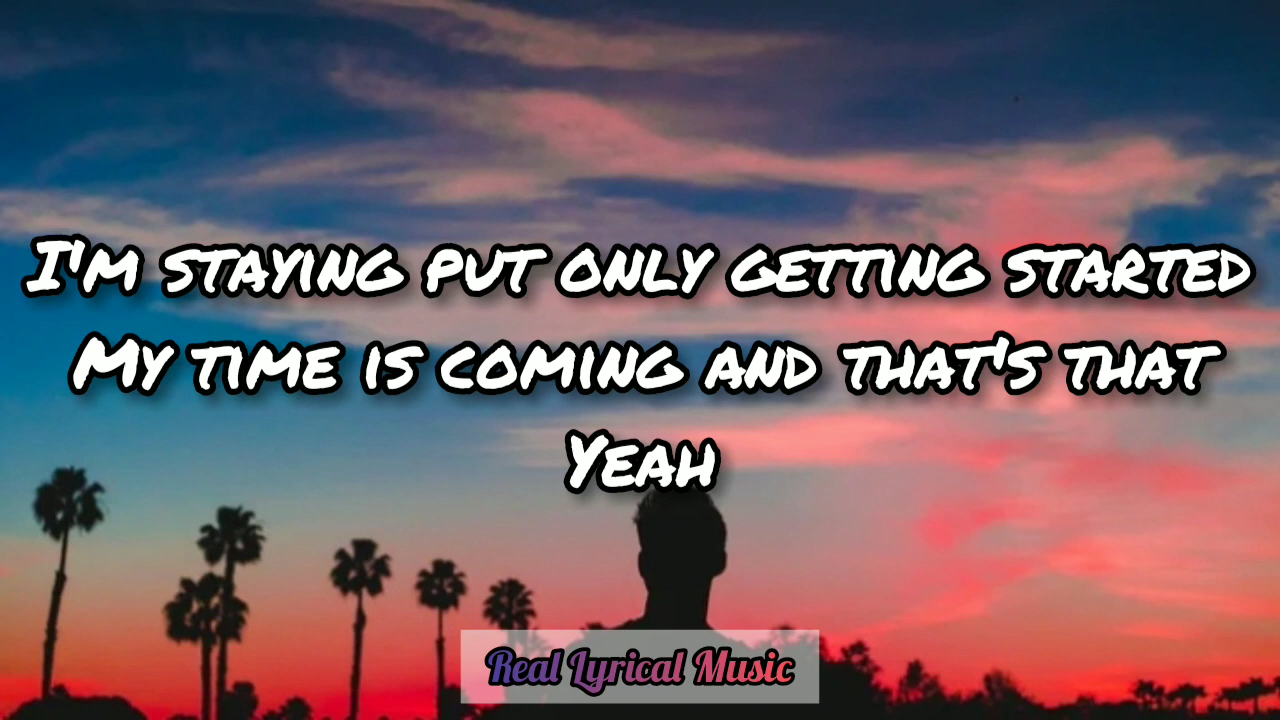 I'm staying put only getting started
My time is coming and that's that
Yeah
Real Lyrical Music